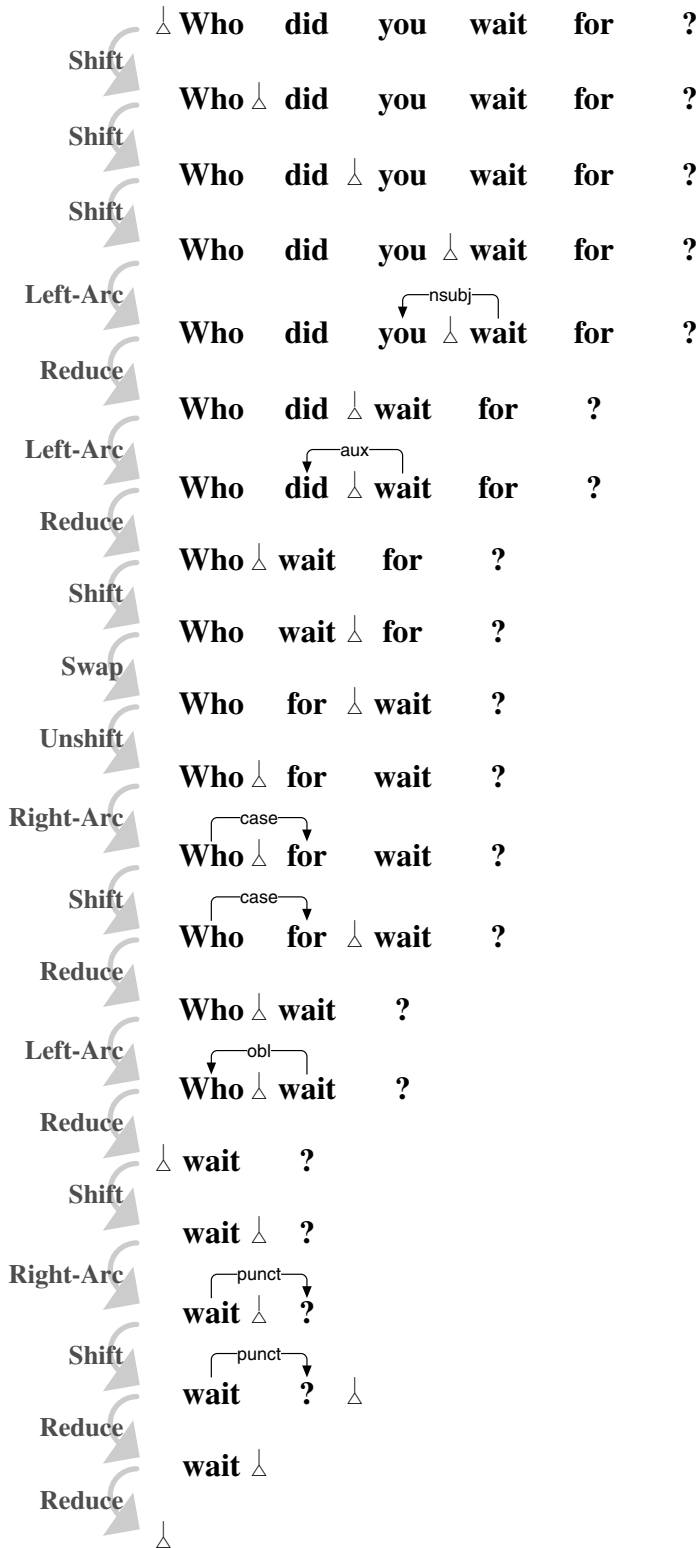 Who did you wait for ?
Shift
Who did you wait for ?
Shift
Who did you wait for ?
Shift
Who did you wait for ?
Left-Arc
nsubj
Who did you wait for ?
Reduce
Who did wait for ?
Left-Arc
aux
Who did wait for ?
Reduce
Who wait for ?
Shift
Who wait for ?
Swap
Who for wait ?
Unshift
Who for wait ?
Right-Arc
case
Who for wait ?
Shift
case
Who for wait ?
Reduce
Who wait ?
Left-Arc
obl
Who wait ?
Reduce
wait ?
Shift
wait ?
Right-Arc
punct
wait ?
Shift
punct
wait ?
Reduce
wait
Reduce